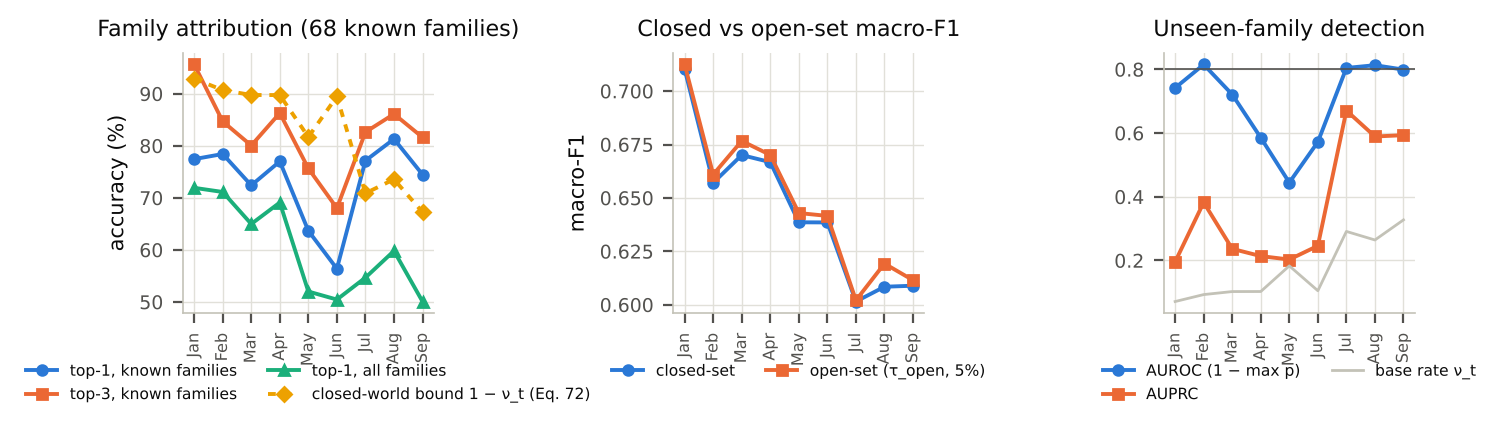 Family attribution (68 known families)
accuracy (%)
90
80
70
60
50
Jan
Feb
Mar
Apr
May
Jun
Jul
Aug
Sep
top-1, known families
top-3, known families
top-1, all families
closed-world bound 1 − ν_t (Eq. 72)
Closed vs open-set macro-F1
macro-F1
0.700
0.675
0.650
0.625
0.600
Jan
Feb
Mar
Apr
May
Jun
Jul
Aug
Sep
closed-set
open-set (τ_open, 5%)
Unseen-family detection
0.8
0.6
0.4
0.2
Jan
Feb
Mar
Apr
May
Jun
Jul
Aug
Sep
AUROC (1 − max p̂)
AUPRC
base rate ν_t